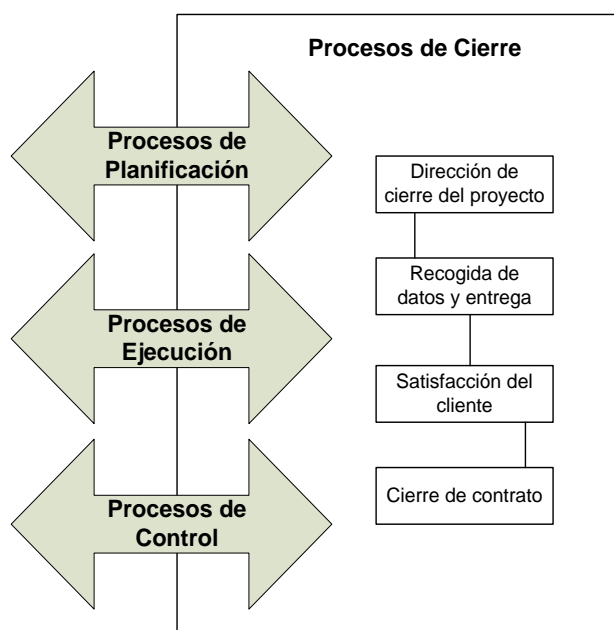 Procesos de Cierre
Procesos de
Planificación
Dirección de
cierre del proyecto
Recogida de
datos y entrega
Procesos de
Ejecución
Satisfacción del
cliente
Cierre de contrato
Procesos de
Control